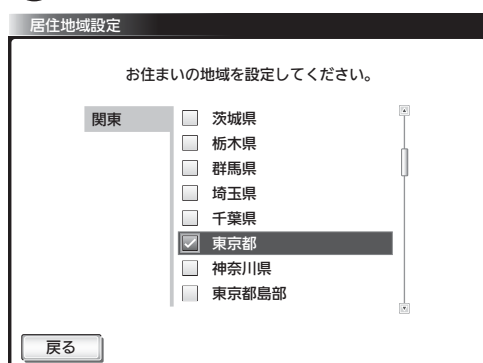 居住地域設定
お住まいの地域を設定してください。
関東
茨城県
栃木県
群馬県
埼玉県
千葉県
東京都
神奈川県
東京都島部
戻る